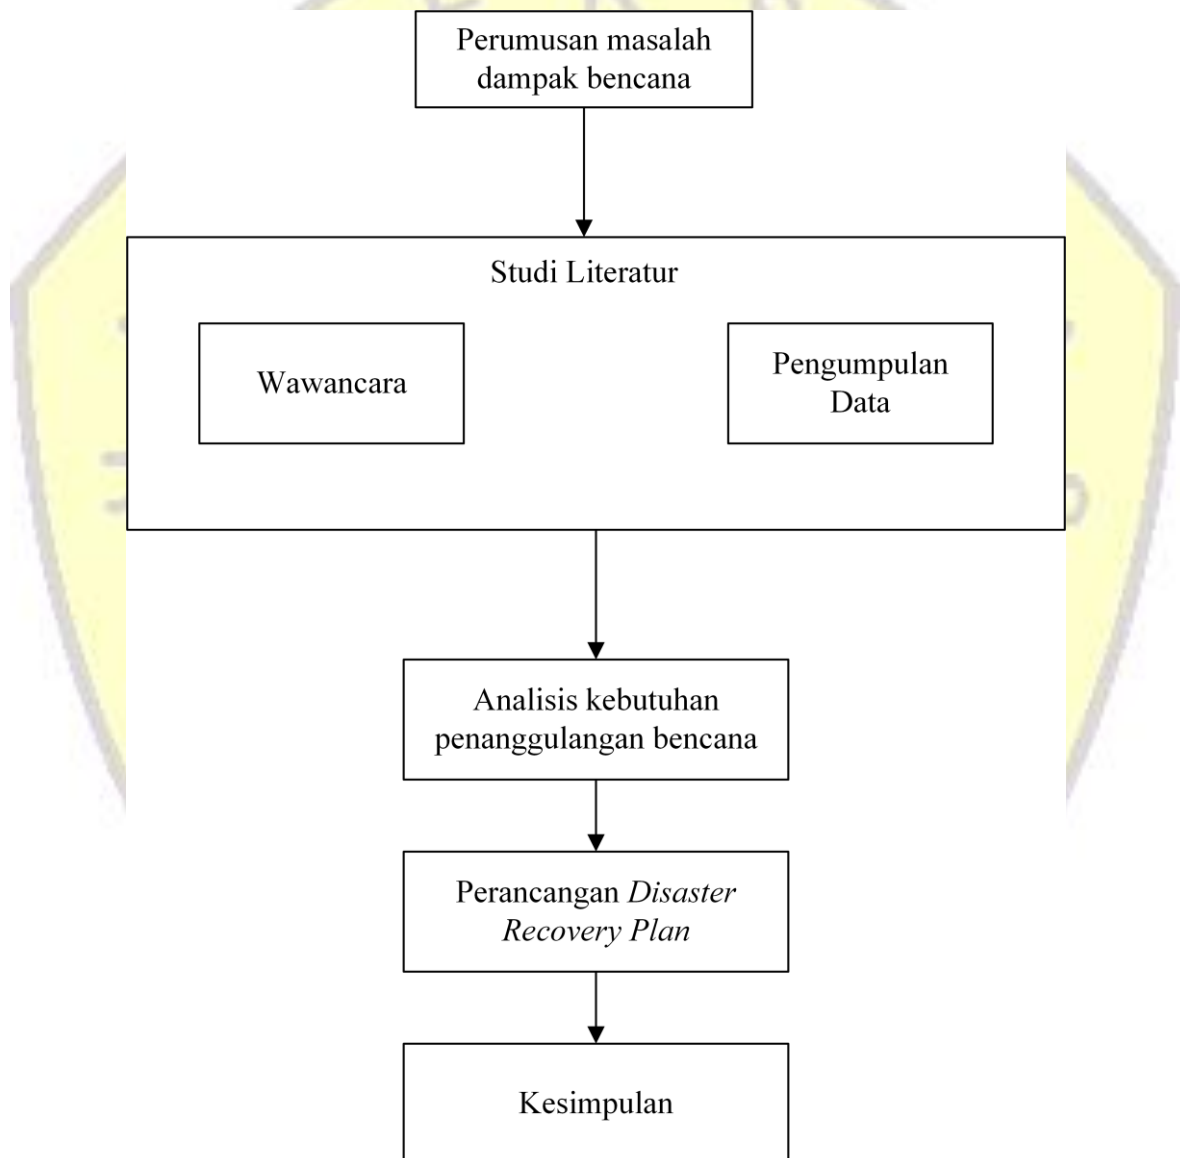 Perumusan masalah
dampak bencana
Studi Literatur
Wawancara
Pengumpulan
Data
Analisis kebutuhan
penanggulangan bencana
Perancangan Disaster
Recovery Plan
Kesimpulan